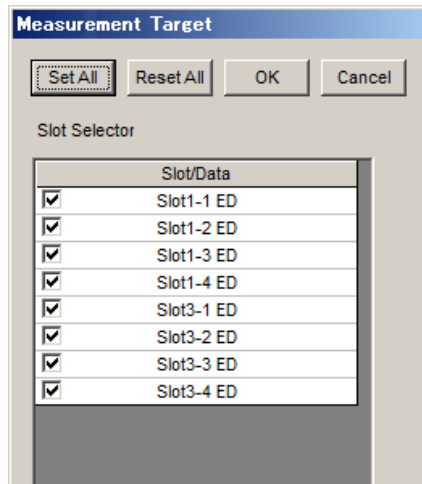 Measurement Target
Set All Reset All OK Cancel
Slot Selector
Slot/Data
Slot1-1 ED
Slot1-2 ED
Slot1-3 ED
Slot1-4 ED
Slot3-1 ED
Slot3-2 ED
Slot3-3 ED
Slot3-4 ED